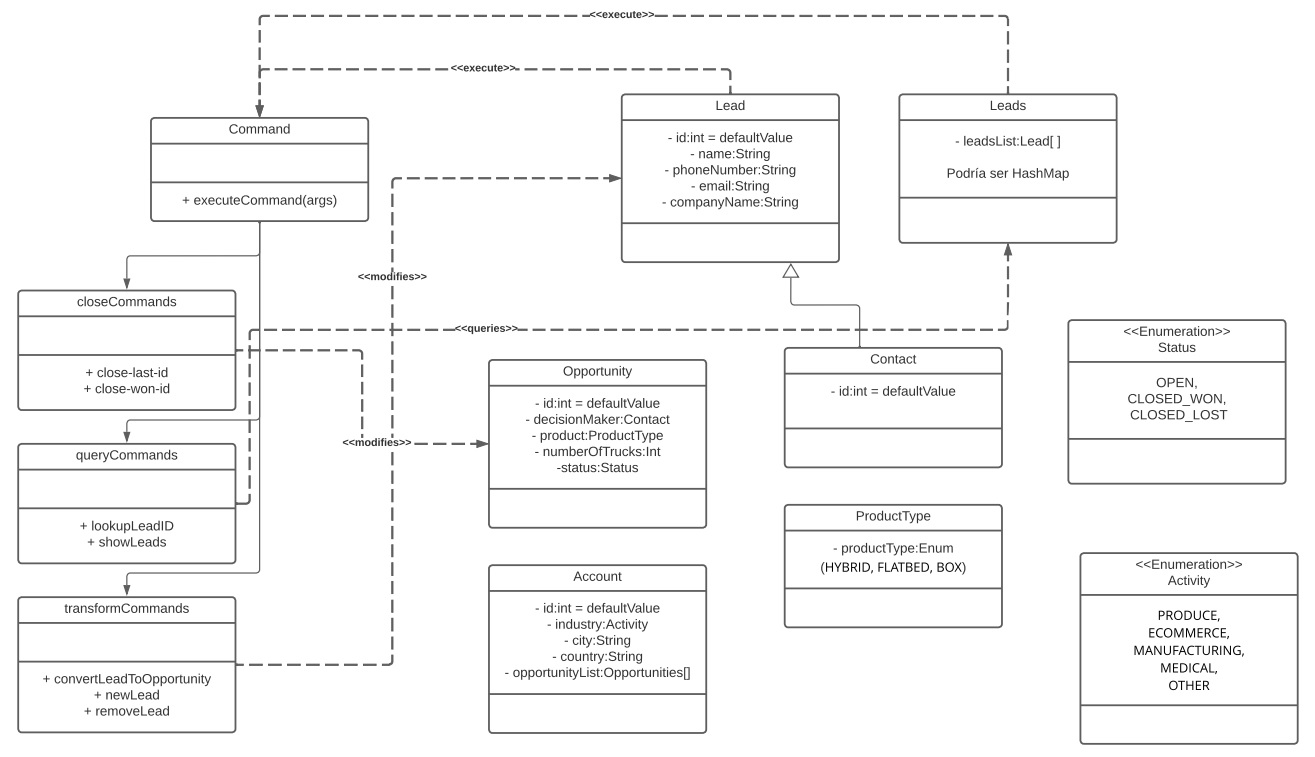 <<execute>>
<<execute>>
Command
+ executeCommand(args)
Lead
- id:int = defaultValue
- name:String
- phoneNumber:String
- email:String
- companyName:String
Leads
- leadsList:Lead[ ]
Podría ser HashMap
<<modifies>>
<<queries>>
closeCommands
+ close-last-id
+ close-won-id
<<modifies>>
queryCommands
+ lookupLeadID
+ showLeads
transformCommands
+ convertLeadToOpportunity
+ newLead
+ removeLead
Opportunity
- id:int = defaultValue
- decisionMaker:Contact
- product:ProductType
- numberOfTrucks:Int
-status:Status
Account
- id:int = defaultValue
- industry:Activity
- city:String
- country:String
- opportunityList:Opportunities[]
Contact
- id:int = defaultValue
ProductType
- productType:Enum
(HYBRID, FLATBED, BOX)
<<Enumeration>>
Status
OPEN,
CLOSED_WON,
CLOSED_LOST
<<Enumeration>>
Activity
PRODUCE,
ECOMMERCE,
MANUFACTURING,
MEDICAL,
OTHER